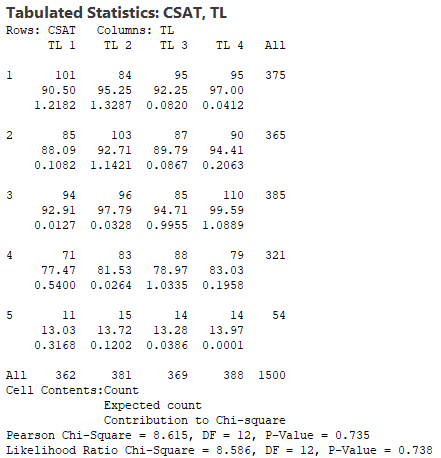 Tabulated Statistics: CSAT, TL
Rows: CSAT Columns: TL
TL 1 TL 2 TL 3 TL 4 All
1 101 84 95 95 375
90.50 95.25 92.25 97.00
1.2182 1.3287 0.0820 0.0412
2 85 103 87 90 365
88.09 92.71 89.79 94.41
0.1082 1.1421 0.0867 0.2063
3 94 96 85 110 385
92.91 97.79 94.71 99.59
0.0127 0.0328 0.9955 1.0889
4 71 83 88 79 321
77.47 81.53 78.97 83.03
0.5400 0.0264 1.0335 0.1958
5 11 15 14 14 54
13.03 13.72 13.28 13.97
0.3168 0.1202 0.0386 0.0001
All 362 381 369 388 1500
Cell Contents:Count
Expected count
Contribution to Chi-square
Pearson Chi-Square = 8.615, DF = 12, P-Value = 0.735
Likelihood Ratio Chi-Square = 8.586, DF = 12, P-Value = 0.738